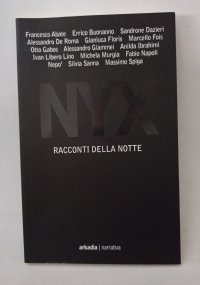 Francesco Abate Errico Buonanno Sandrone Dazieri
Alessandro De Roma Gianluca Floris Marcello Fois
Otto Gabos Alessandro Giammei Anilda Ibrahimi
Ivan Libero Lino Michela Murgia Fabio Napoli
Nepo' Silvia Sanna Massimo Spiga
NYX
RACCONTI DELLA NOTTE
arkadia | narrativa